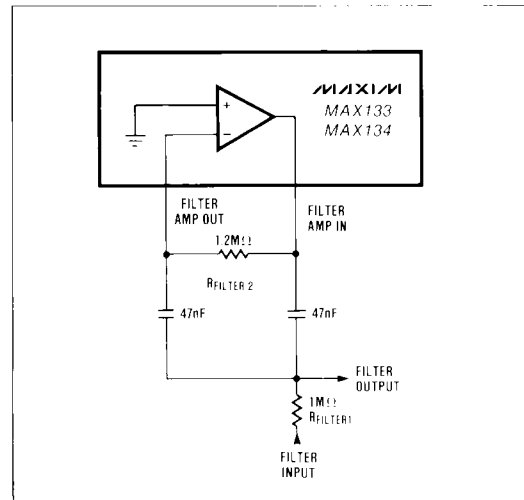 MAXIM
MAX133
MAX134
+
−
FILTER
AMP OUT
FILTER
AMP IN
1.2MΩ
RFILTER 2
47nF
47nF
FILTER
OUTPUT
1MΩ
RFILTER1
FILTER
INPUT